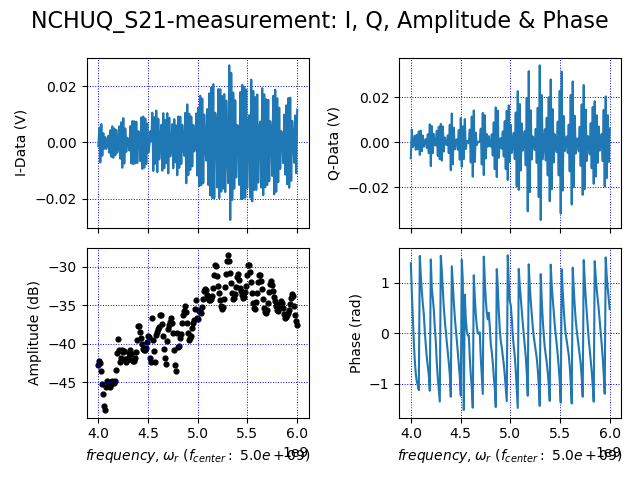 NCHUQ_S21-measurement: I, Q, Amplitude & Phase
I-Data (V)
0.02
0.00
−0.02
Q-Data (V)
0.02
0.00
−0.02
Amplitude (dB)
−30
−35
−40
−45
4.0 4.5 5.0 5.5 6.0
1e9
frequency, ωr (fcenter : 5.0e+09)
Phase (rad)
1
0
−1
4.0 4.5 5.0 5.5 6.0
1e9
frequency, ωr (fcenter : 5.0e+09)